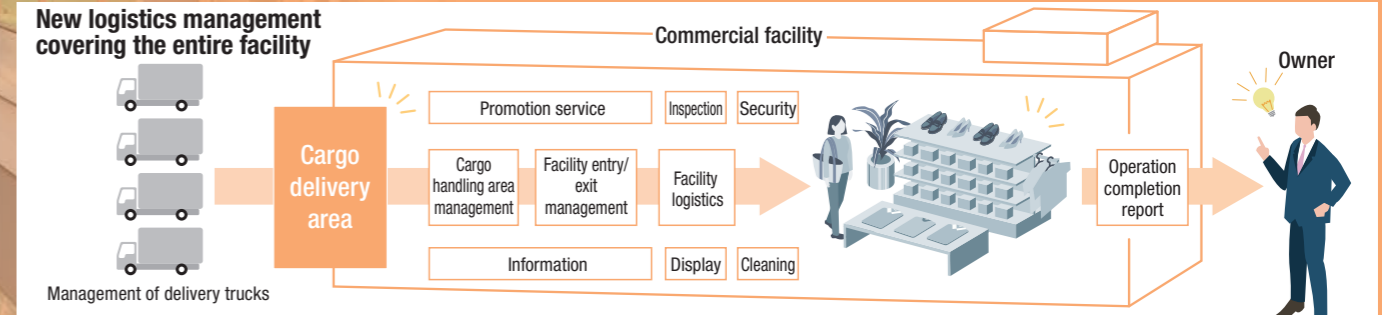 New logistics management
covering the entire facility
Commercial facility
Owner
Promotion service
Inspection
Security
Cargo
delivery
area
Cargo
handling area
management
Facility entry/
exit
management
Facility
logistics
Operation
completion
report
Information
Display
Cleaning
Management of delivery trucks